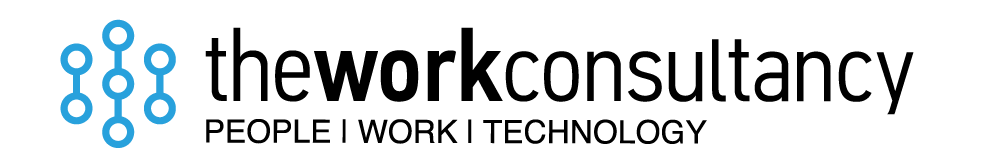 theworkconsultancy
PEOPLE | WORK | TECHNOLOGY